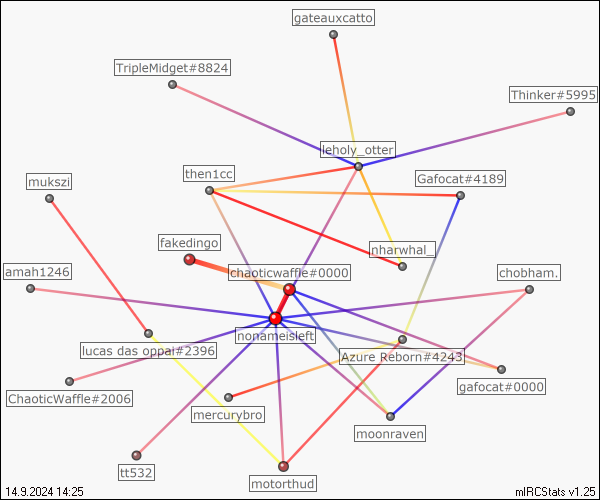 gateauxcatto
TripleMidget#8824
Thinker#5995
leholy_otter
then1cc
Gafocat#4189
mukszi
fakedingo
nharwhal_
amah1246
chaoticwaffle#0000
chobham.
nonameisleft
lucas das oppai#2396
Azure Reborn#4243
ChaoticWaffle#2006
gafocat#0000
mercurybro
moonraven
tt532
motorthud
14.9.2024 14:25
mIRCStats v1.25